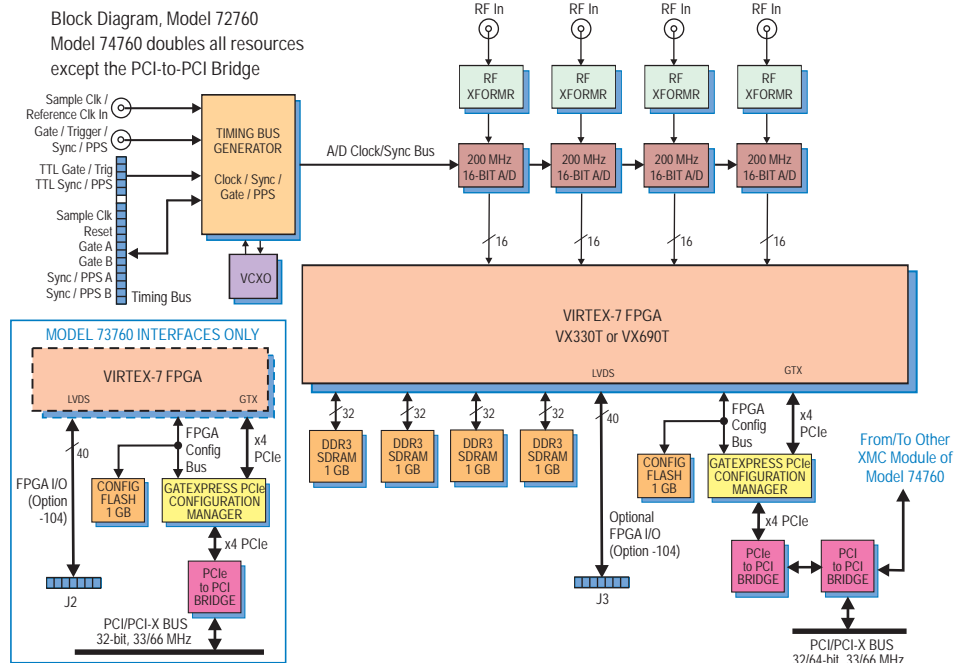 Block Diagram, Model 72760
Model 74760 doubles all resources
except the PCI-to-PCI Bridge
RF In
RF In
RF In
RF In
RF
XFORMR
RF
XFORMR
RF
XFORMR
RF
XFORMR
Sample Clk /
Reference Clk In
Gate / Trigger /
Sync / PPS
TTL Gate / Trig
TTL Sync / PPS
Sample Clk
Reset
Gate A
Gate B
Sync / PPS A
Sync / PPS B
Timing Bus
TIMING BUS
GENERATOR
Clock / Sync /
Gate / PPS
VCXO
A/D Clock/Sync Bus
200 MHz
16-BIT A/D
200 MHz
16-BIT A/D
200 MHz
16-BIT A/D
200 MHz
16-BIT A/D
16
16
16
16
VIRTEX-7 FPGA
VX330T or VX690T
LVDS
GTX
32
32
32
32
40
FPGA
Config
Bus
x4
PCIe
DDR3
SDRAM
1 GB
DDR3
SDRAM
1 GB
DDR3
SDRAM
1 GB
DDR3
SDRAM
1 GB
CONFIG
FLASH
1 GB
GATEXPRESS PCIe
CONFIGURATION
MANAGER
From/To Other
XMC Module of
Model 74760
Optional
FPGA I/O
(Option -104)
J3
x4 PCIe
PCIe
to PCI
BRIDGE
PCI
to PCI
BRIDGE
PCI/PCI-X BUS
32/64-bit, 33/66 MHz
MODEL 73760 INTERFACES ONLY
VIRTEX-7 FPGA
LVDS
GTX
40
FPGA
Config
Bus
x4
PCIe
FPGA I/O
(Option
-104)
CONFIG
FLASH
1 GB
GATEXPRESS PCIe
CONFIGURATION
MANAGER
x4 PCIe
PCIe
to PCI
BRIDGE
J2
PCI/PCI-X BUS
32-bit, 33/66 MHz